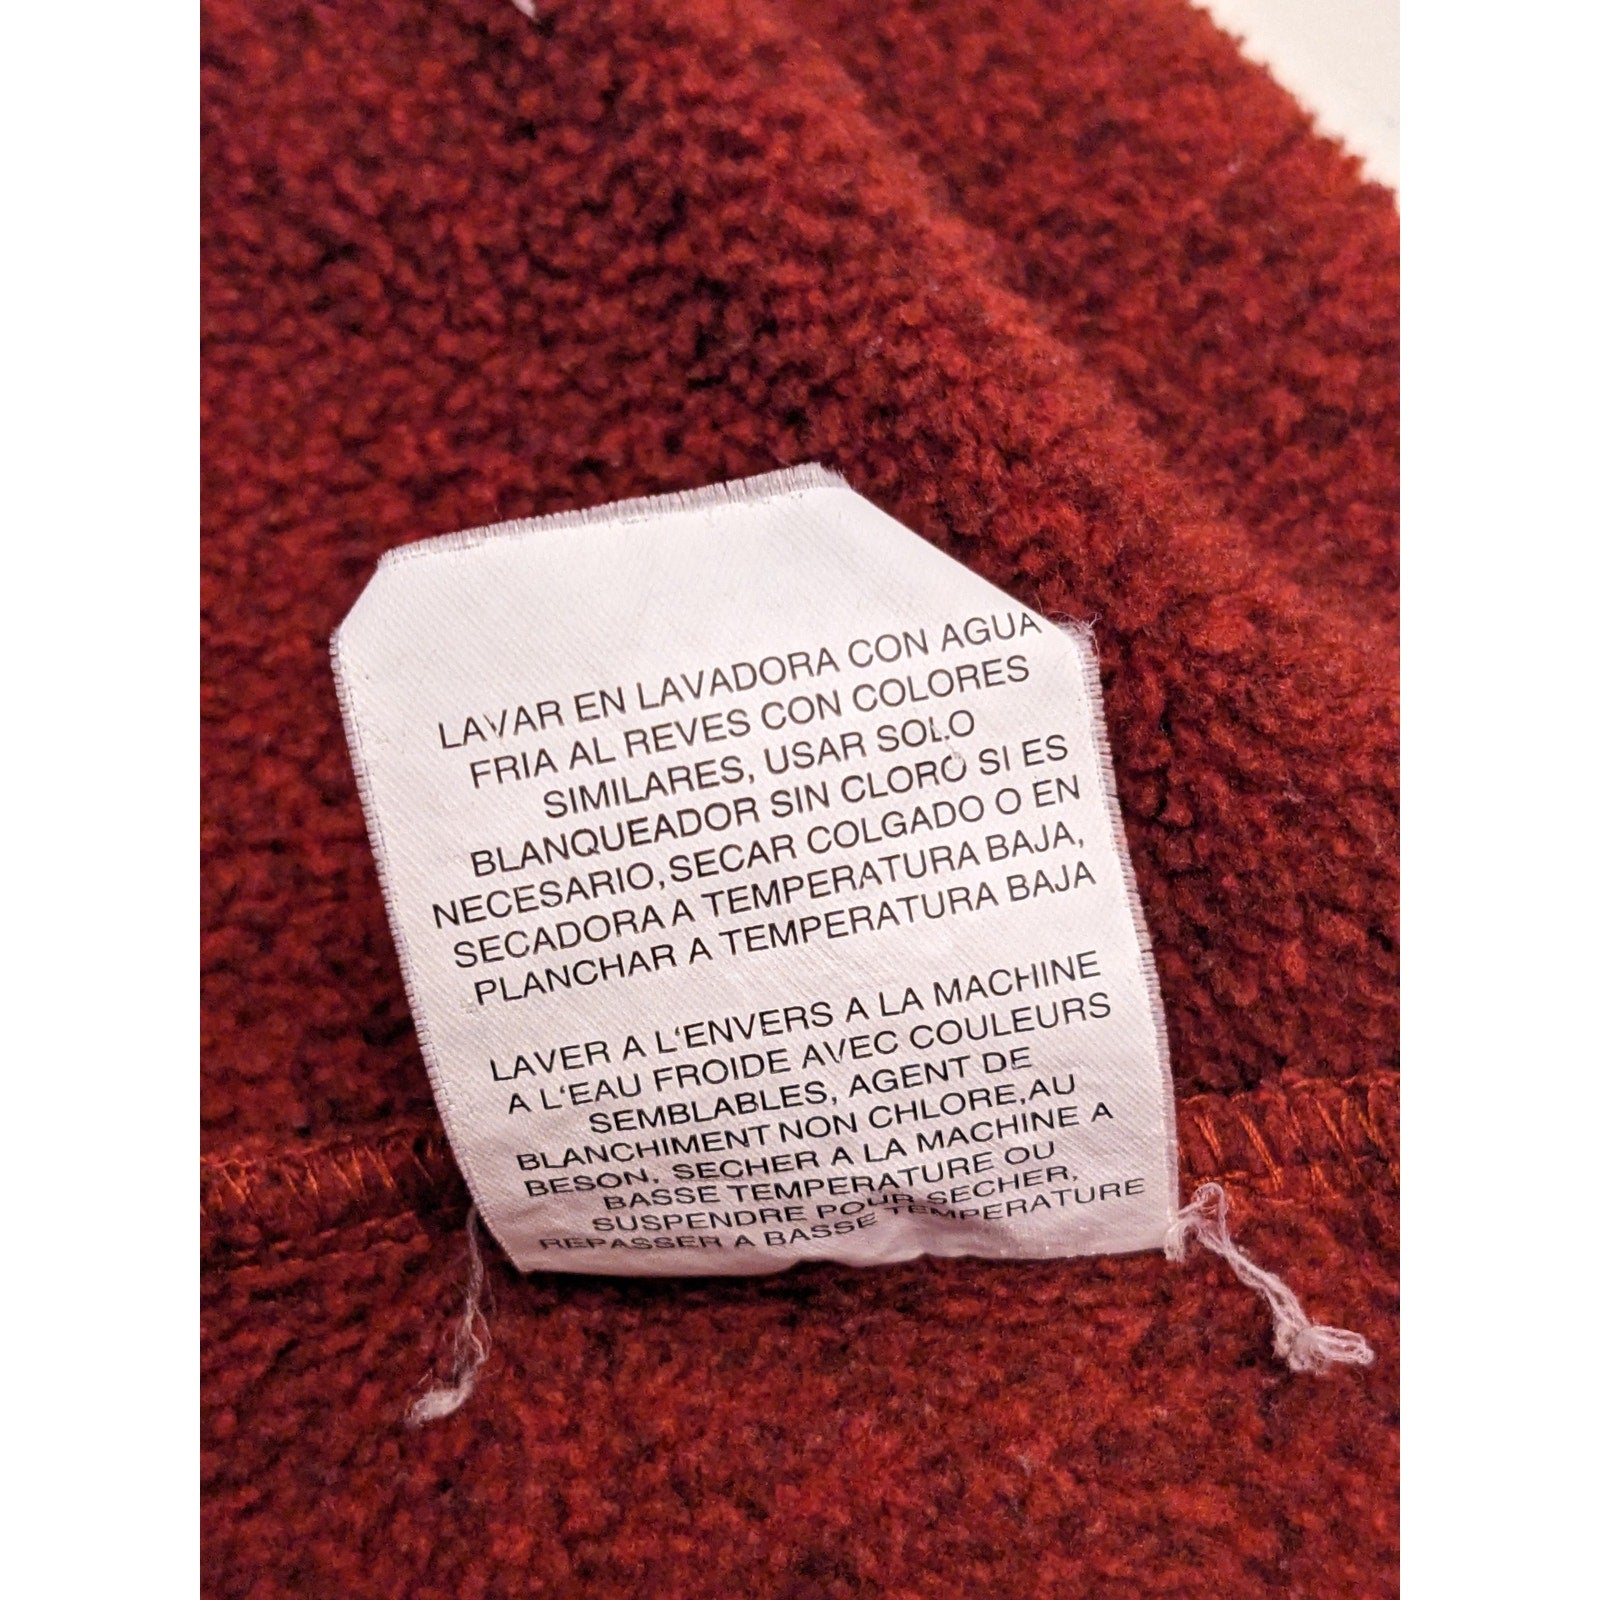 LAVAR EN LAVADORA CON AGUA
FRIA AL REVES CON COLORES
SIMILARES, USAR SOLO
BLANQUEADOR SIN CLORO SI ES
NECESARIO, SECAR COLGADO O EN
SECADORA A TEMPERATURA BAJA,
PLANCHAR A TEMPERATURA BAJA
LAVER A L'ENVERS A LA MACHINE
A L'EAU FROIDE AVEC COULEURS
SEMBLABLES, AGENT DE
BLANCHIMENT NON CHLORE,AU
BESON, SECHER A LA MACHINE A
BASSE TEMPERATURE OU
SUSPENDRE POUR SECHER,
REPASSER A BASSE TEMPERATURE